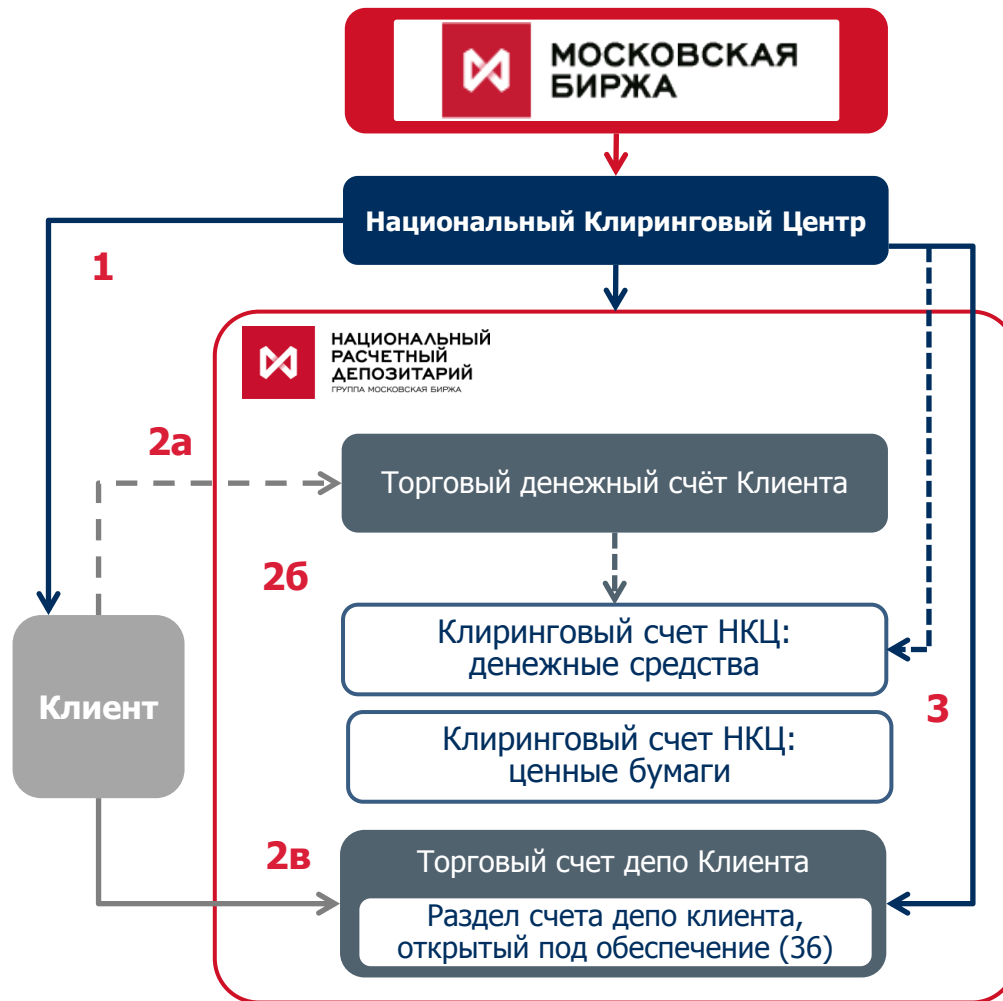 МОСКОВСКАЯ
БИРЖА
Национальный Клиринговый Центр
1
НАЦИОНАЛЬНЫЙ
РАСЧЕТНЫЙ
ДЕПОЗИТАРИЙ
ГРУППА МОСКОВСКАЯ БИРЖА
2а
Торговый денежный счёт Клиента
2б
Клиринговый счет НКЦ:
денежные средства
Клиент
3
Клиринговый счет НКЦ:
ценные бумаги
2в
Торговый счет депо Клиента
Раздел счета депо клиента,
открытый под обеспечение (36)